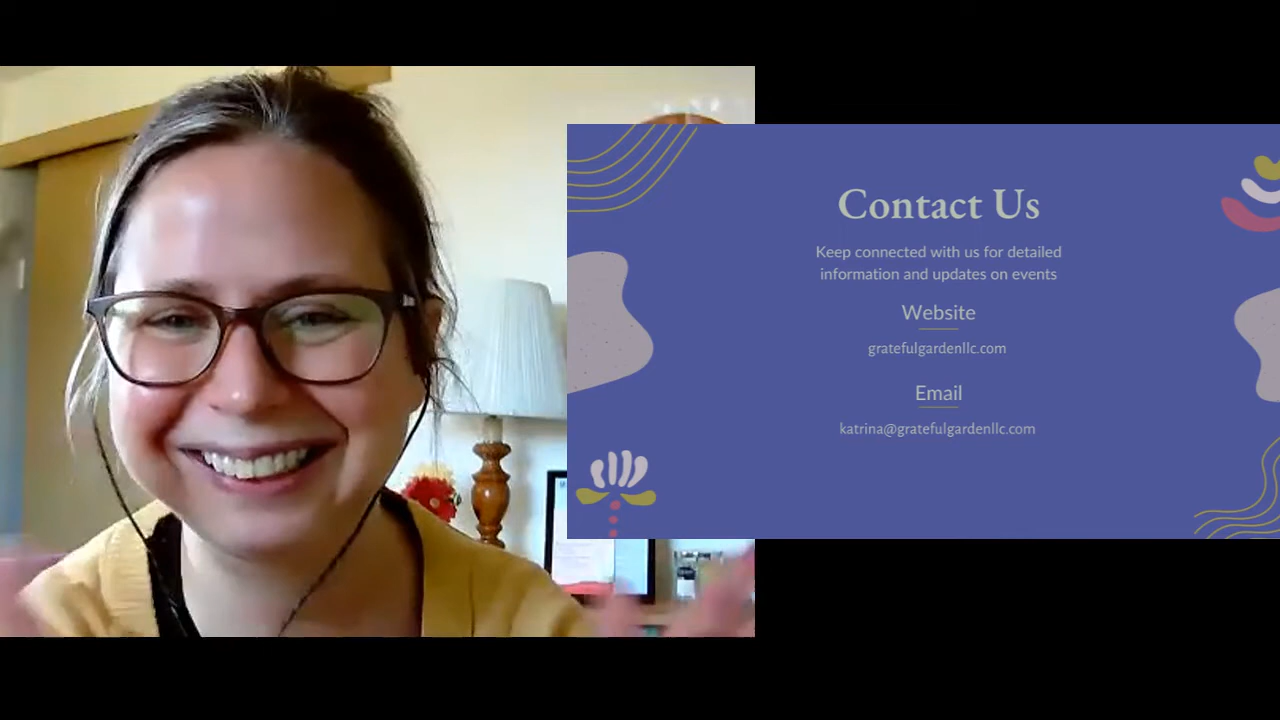 Contact Us
Keep connected with us for detailed
information and updates on events
Website
gratefulgardenllc.com
Email
katrina@gratefulgardenllc.com